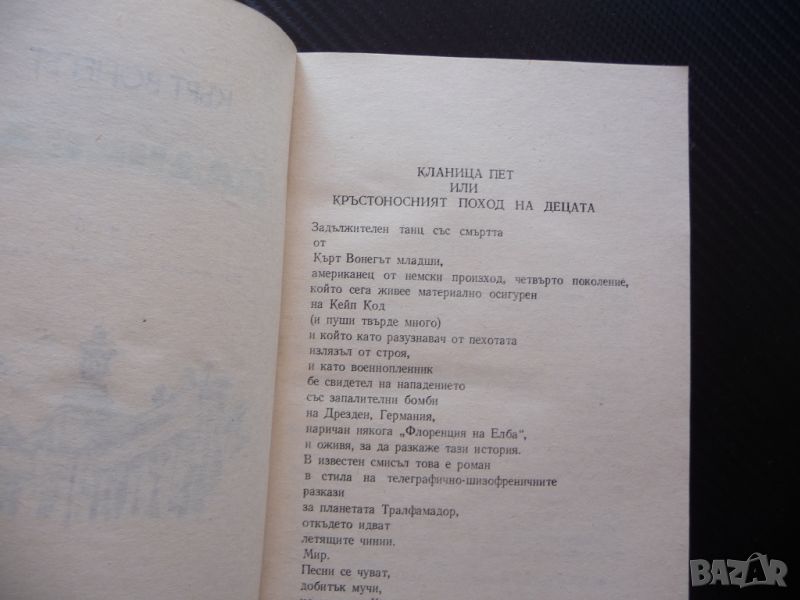 КЛАНИЦА ПЕТ
ИЛИ
КРЪСТОНОСНИЯТ ПОХОД НА ДЕЦАТА
Задължителен танц със смъртта
от
Кърт Вонегът младши,
американец от немски произход, четвърто поколение,
който сега живее материално осигурен
на Кейп Код
(и пуши твърде много)
и който като разузнавач от пехотата
излязъл от строя,
и като военнопленник
бе свидетел на нападението
със запалителни бомби
на Дрезден, Германия,
наричан някога „Флоренция на Елба“,
и оживя, за да разкаже тази история.
В известен смисъл това е роман
в стила на телеграфично-шизофреничните
разкази
за планетата Тралфамадор,
откъдето идват
летящите чинии.
Мир.
Песни се чуват,
добитък мучи,
BAZAR.bg